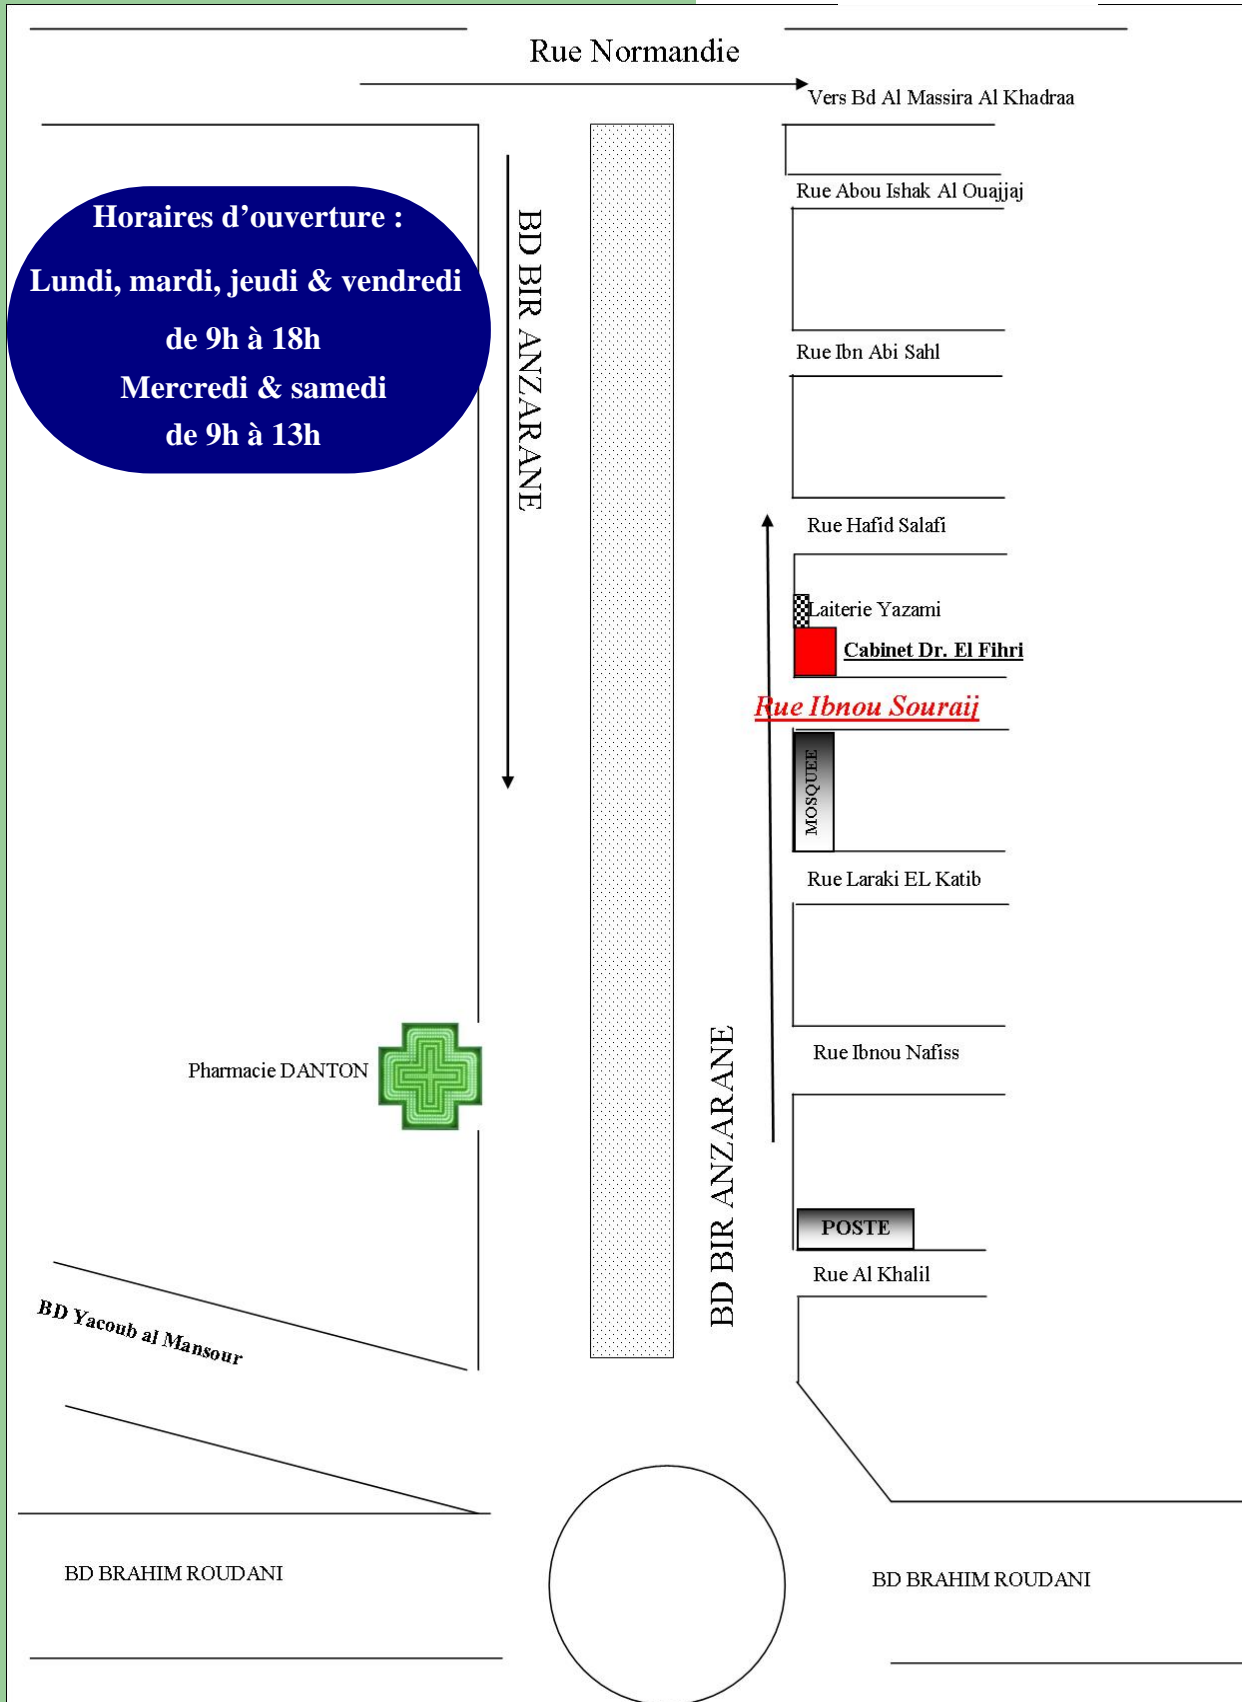 Rue Normandie
Vers Bd Al Massira Al Khadraa
Rue Abou Ishak Al Ouajjaj
Horaires d’ouverture :
Lundi, mardi, jeudi & vendredi
de 9h à 18h
Mercredi & samedi
de 9h à 13h
BD BIR ANZARANE
Rue Ibn Abi Sahl
Rue Hafid Salafi
Laiterie Yazami
Cabinet Dr. El Fihri
Rue Ibnou Souraij
MOSQUEE
Rue Laraki EL Katib
Rue Ibnou Nafiss
Pharmacie DANTON
BD BIR ANZARANE
POSTE
Rue Al Khalil
BD Yacoub al Mansour
BD BRAHIM ROUDANI
BD BRAHIM ROUDANI